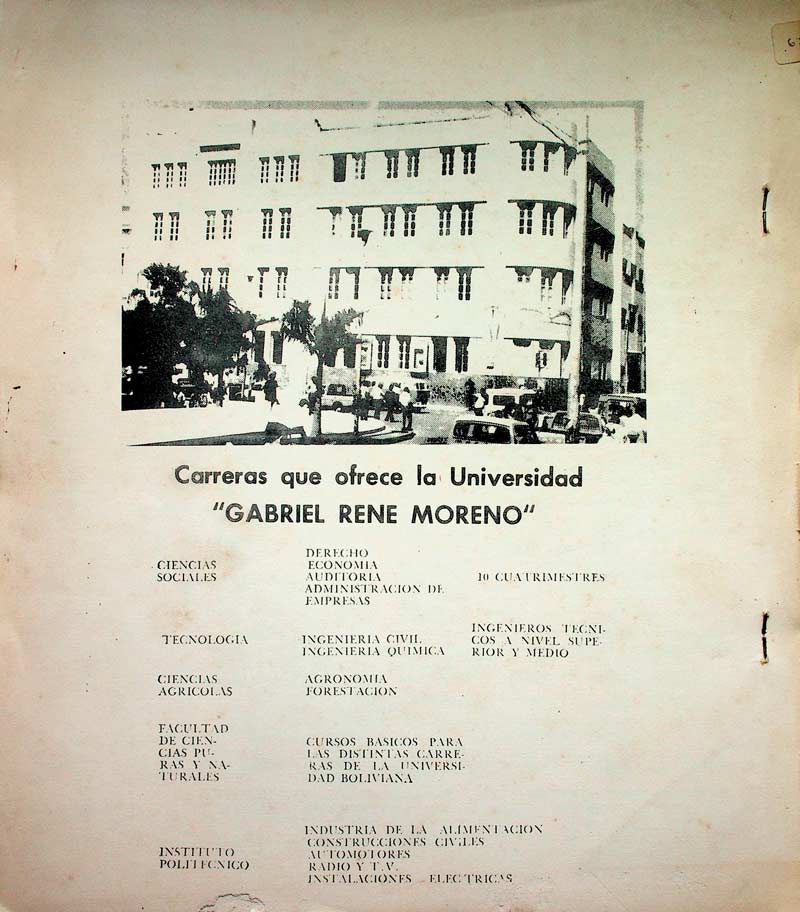 Carreras que ofrece la Universidad
"GABRIEL RENE MORENO"
CIENCIAS
SOCIALES
DERECHO
ECONOMIA
AUDITORIA
ADMINISTRACION DE
EMPRESAS
10 CUATRIMESTRES
TECNOLOGIA
INGENIERIA CIVIL
INGENIERIA QUIMICA
INGENIEROS TECNI-
COS A NIVEL SUPE-
RIOR Y MEDIO
CIENCIAS
AGRICOLAS
AGRONOMIA
FORESTACION
FACULTAD
DE CIEN-
CIAS PU-
RAS Y NA-
TURALES
CURSOS BASICOS PARA
LAS DISTINTAS CARRE-
RAS DE LA UNIVERSI-
DAD BOLIVIANA
INSTITUTO
POLITECNICO
INDUSTRIA DE LA ALIMENTACION
CONSTRUCCIONES CIVILES
AUTOMOTORES
RADIO Y T.V.
INSTALACIONES ELECTRICAS